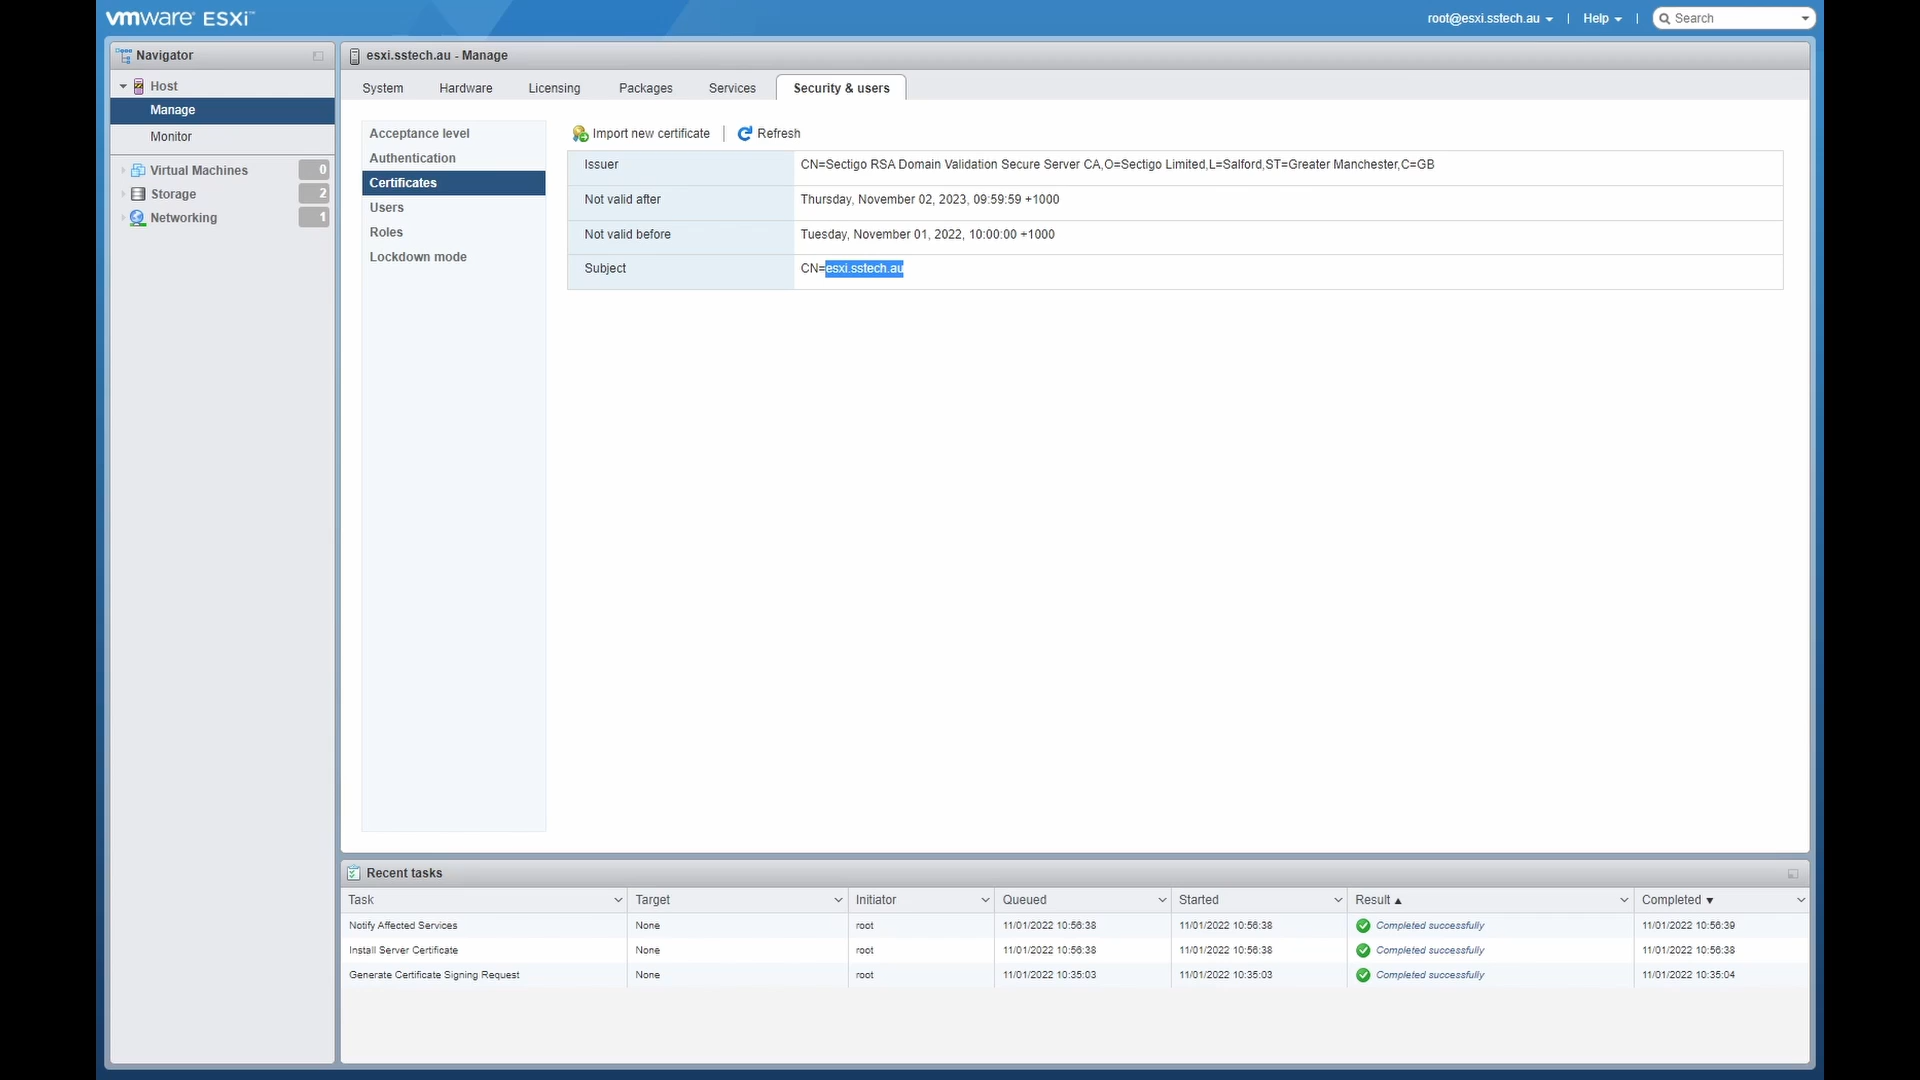 vmware ESXi™
root@esxi.sstech.au | Help | Search
Navigator
Host
Manage
Monitor
Virtual Machines 0
Storage 2
Networking 1
esxi.sstech.au - Manage
System Hardware Licensing Packages Services Security & users
Acceptance level
Authentication
Certificates
Users
Roles
Lockdown mode
Import new certificate | Refresh
Issuer CN=Sectigo RSA Domain Validation Secure Server CA,O=Sectigo Limited,L=Salford,ST=Greater Manchester,C=GB
Not valid after Thursday, November 02, 2023, 09:59:59 +1000
Not valid before Tuesday, November 01, 2022, 10:00:00 +1000
Subject CN=esxi.sstech.au
Recent tasks
Task Target Initiator Queued Started Result ▲ Completed ▼
Notify Affected Services None root 11/01/2022 10:56:38 11/01/2022 10:56:38 Completed successfully 11/01/2022 10:56:39
Install Server Certificate None root 11/01/2022 10:56:38 11/01/2022 10:56:38 Completed successfully 11/01/2022 10:56:38
Generate Certificate Signing Request None root 11/01/2022 10:35:03 11/01/2022 10:35:03 Completed successfully 11/01/2022 10:35:04